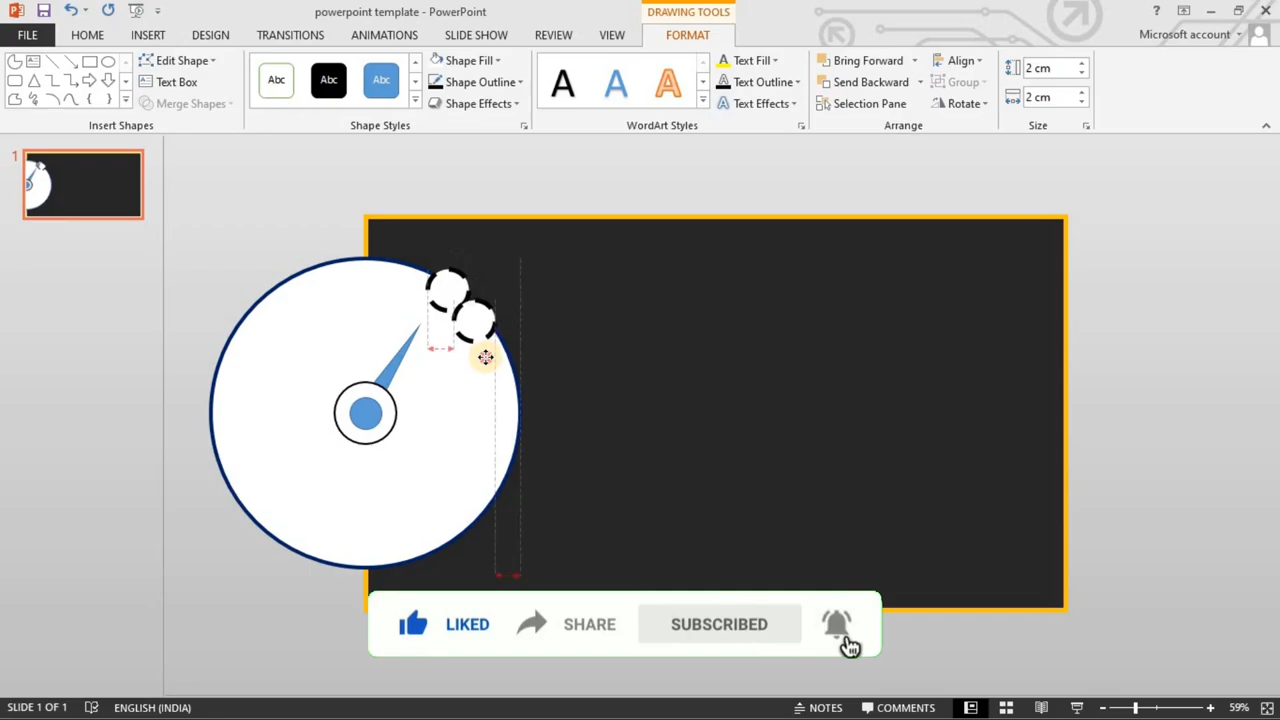 powerpoint template - PowerPoint
DRAWING TOOLS
FILE HOME INSERT DESIGN TRANSITIONS ANIMATIONS SLIDE SHOW REVIEW VIEW FORMAT
Microsoft account
Edit Shape
Text Box
Merge Shapes
Insert Shapes
Abc Abc Abc
Shape Fill
Shape Outline
Shape Effects
Shape Styles
A A A
Text Fill
Text Outline
Text Effects
WordArt Styles
Bring Forward
Send Backward
Selection Pane
Align
Group
Rotate
Arrange
2 cm
2 cm
Size
1
LIKED SHARE SUBSCRIBED
SLIDE 1 OF 1 ENGLISH (INDIA) NOTES COMMENTS 59%